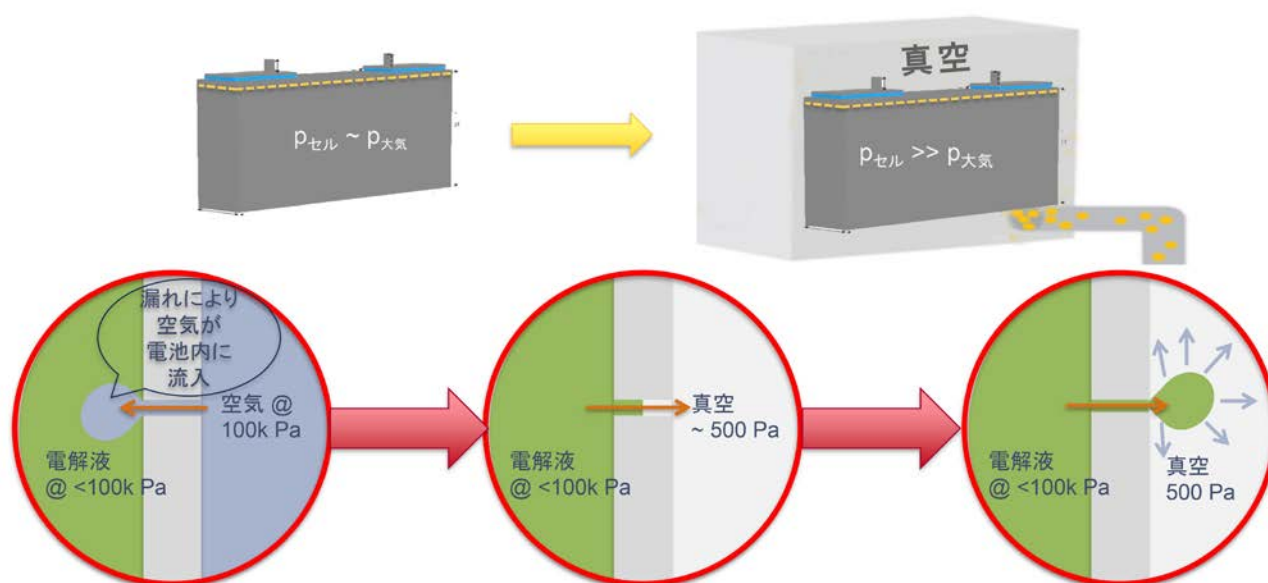 真空
pセル ~ p大気
pセル >> p大気
漏れにより
空気が
電池内に
流入
空気 @
100k Pa
電解液
@ <100k Pa
真空
~ 500 Pa
電解液
@ <100k Pa
真空
500 Pa
電解液
@ <100k Pa